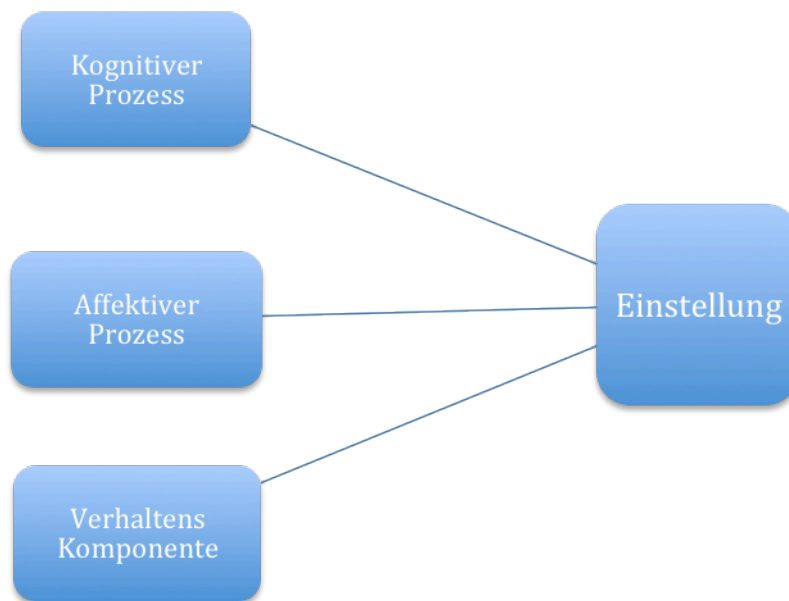 Kognitiver
Prozess
Affektiver
Prozess
Einstellung
Verhaltens
Komponente